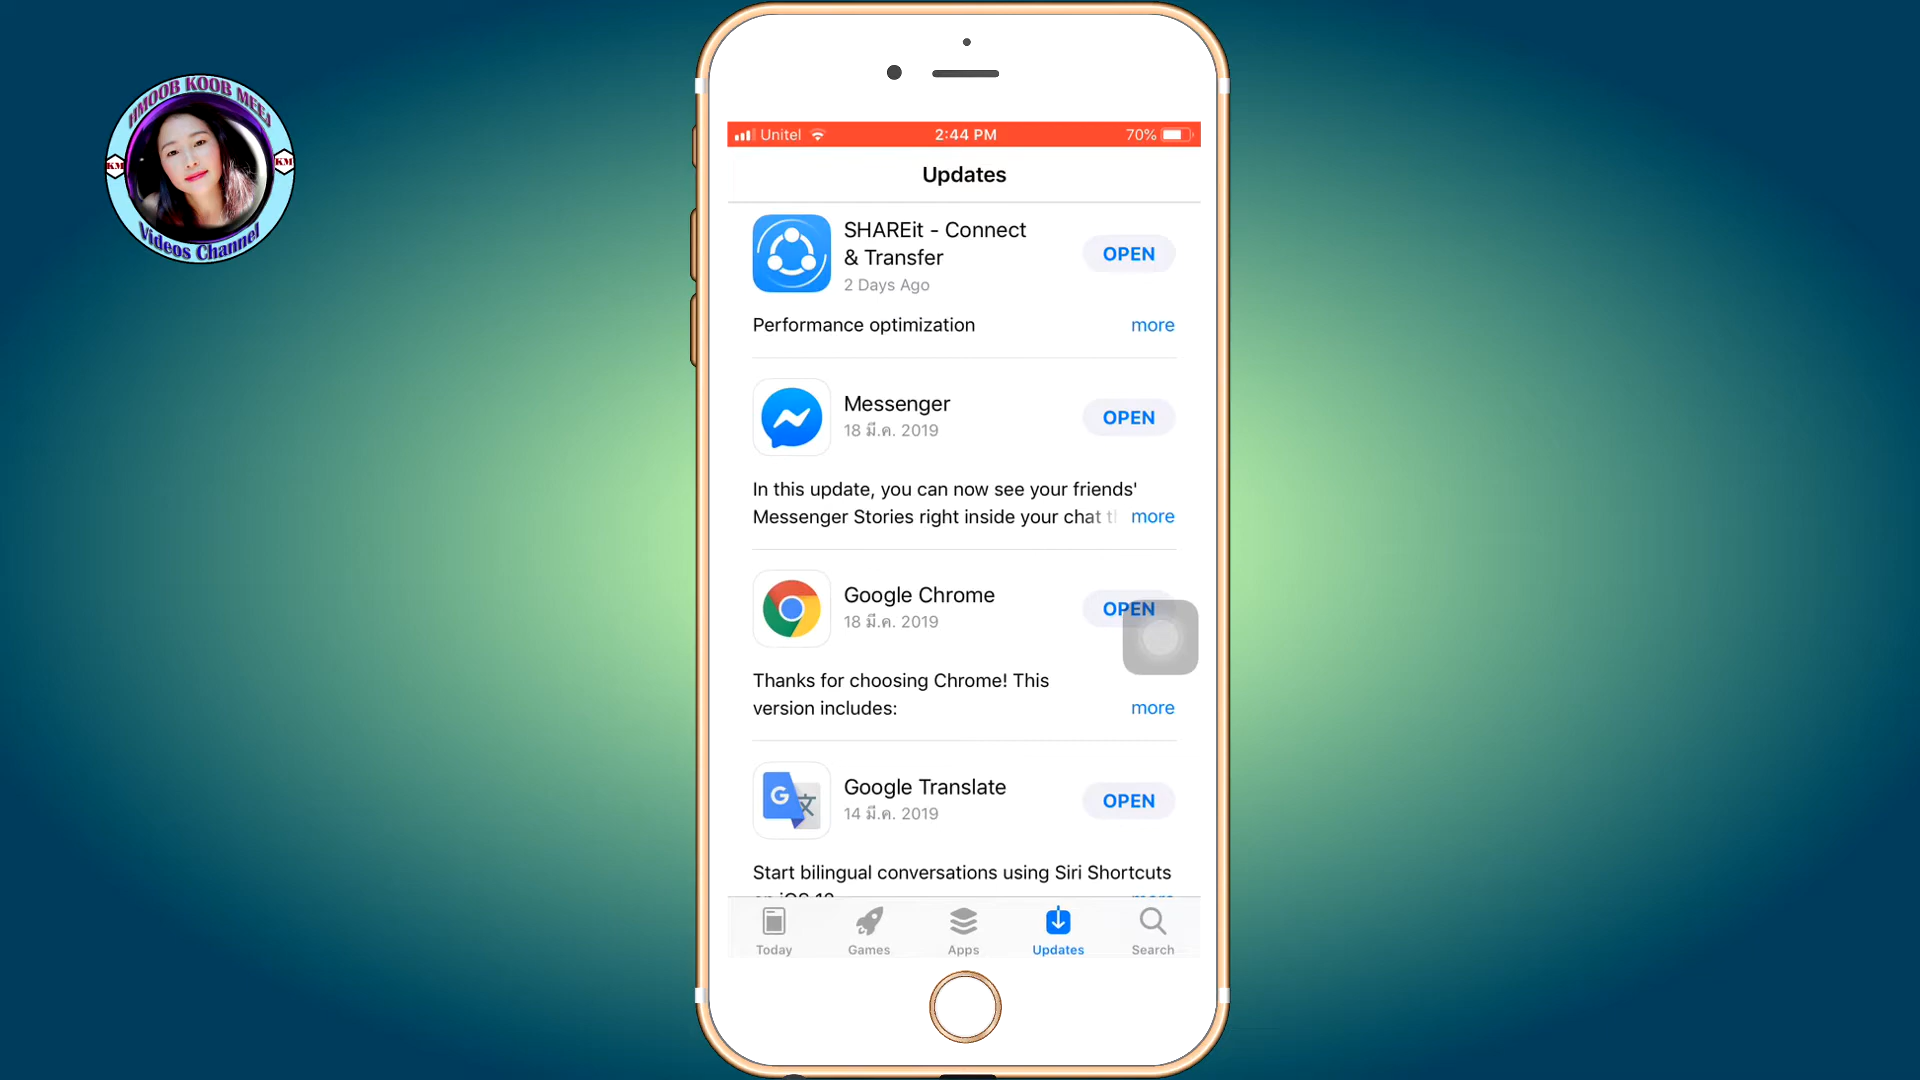 HMOOB KOOB MEEJ
KM
KM
Videos Channel
Unitel
2:44 PM
70%
Updates
SHAREit - Connect
& Transfer
2 Days Ago
OPEN
Performance optimization
more
Messenger
18 มี.ค. 2019
OPEN
In this update, you can now see your friends'
Messenger Stories right inside your chat
more
Google Chrome
18 มี.ค. 2019
OPEN
Thanks for choosing Chrome! This
version includes:
more
Google Translate
14 มี.ค. 2019
OPEN
Start bilingual conversations using Siri Shortcuts
Today
Games
Apps
Updates
Search